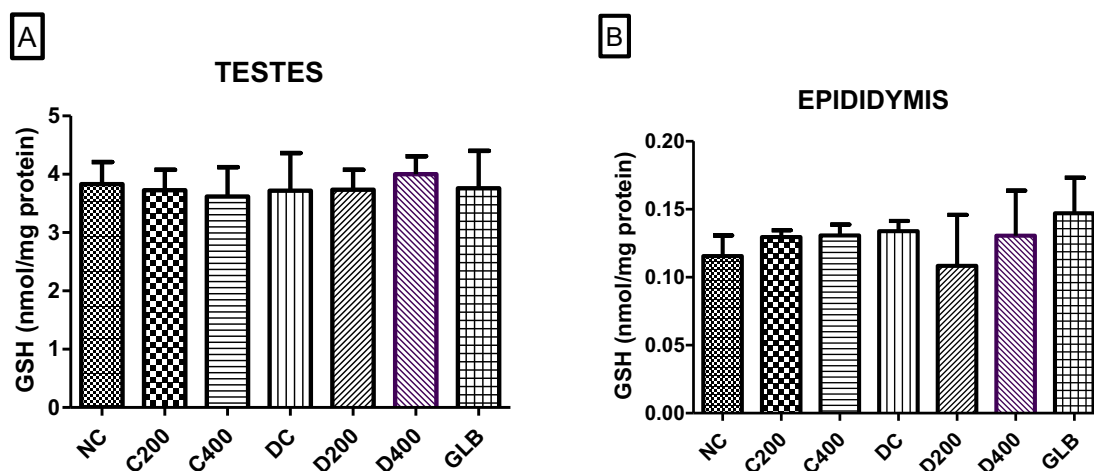 A
TESTES
GSH (nmol/mg protein)
5
4
3
2
1
0
NC
C200
C400
DC
D200
D400
GLB
B
EPIDIDYMIS
GSH (nmol/mg protein)
0.20
0.15
0.10
0.05
0.00
NC
C200
C400
DC
D200
D400
GLB